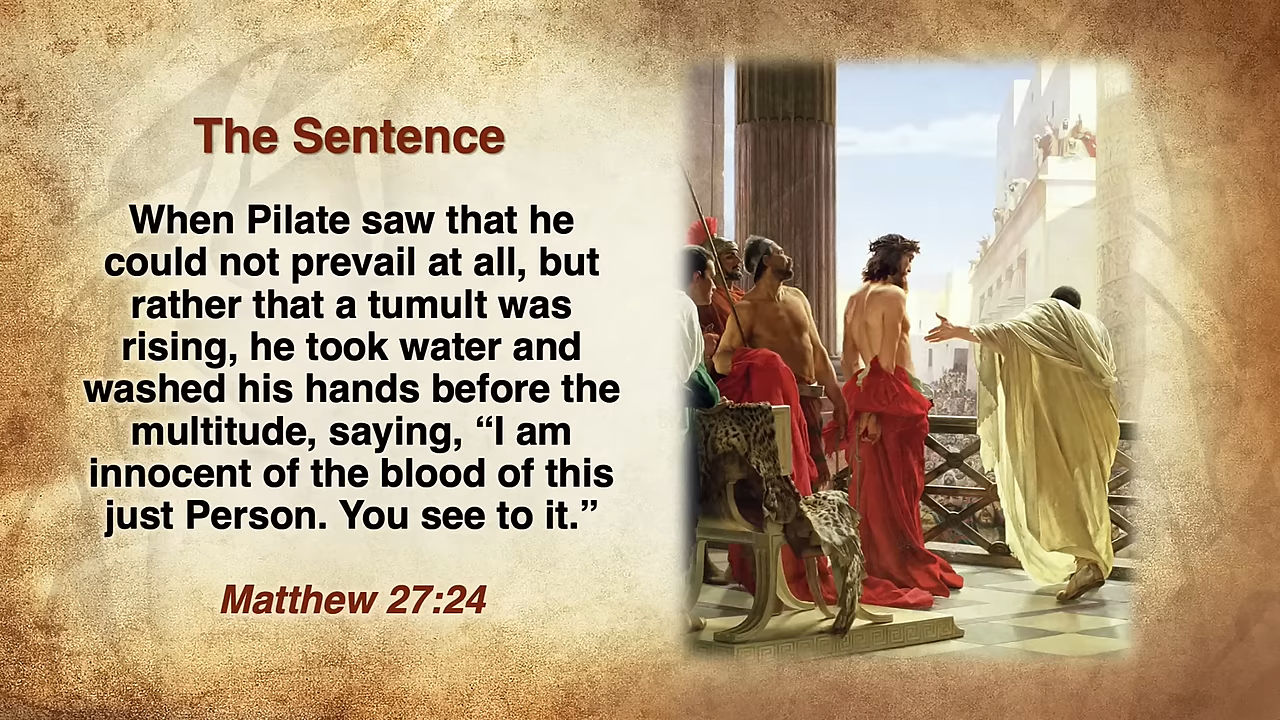 The Sentence
When Pilate saw that he
could not prevail at all, but
rather that a tumult was
rising, he took water and
washed his hands before the
multitude, saying, “I am
innocent of the blood of this
just Person. You see to it.”
Matthew 27:24